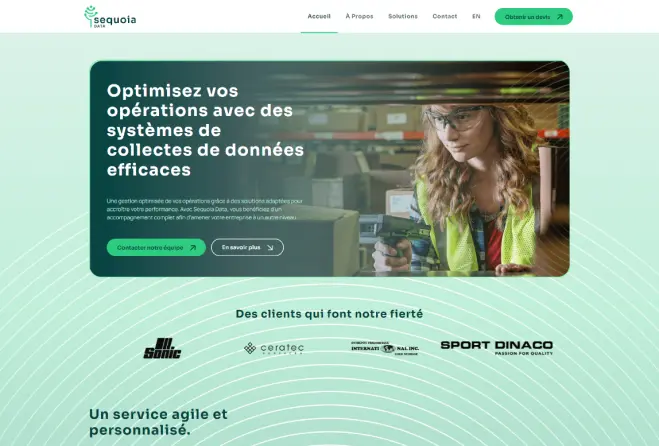 sequoia
DATA
Accueil
À Propos
Solutions
Contact
EN
Obtenir un devis
Optimisez vos
opérations avec des
systèmes de
collectes de données
efficaces
Une gestion optimisée de vos opérations grâce à des solutions adaptées pour
accroître votre performance. Avec Sequoia Data, vous bénéficiez d'un
accompagnement complet afin d'amener votre entreprise à un autre niveau.
Contacter notre équipe
En savoir plus
Des clients qui font notre fierté
SONIC
ceratec
INTERNATI NAL INC.
SPORT DINACO
PASSION FOR QUALITY
Un service agile et
personnalisé.